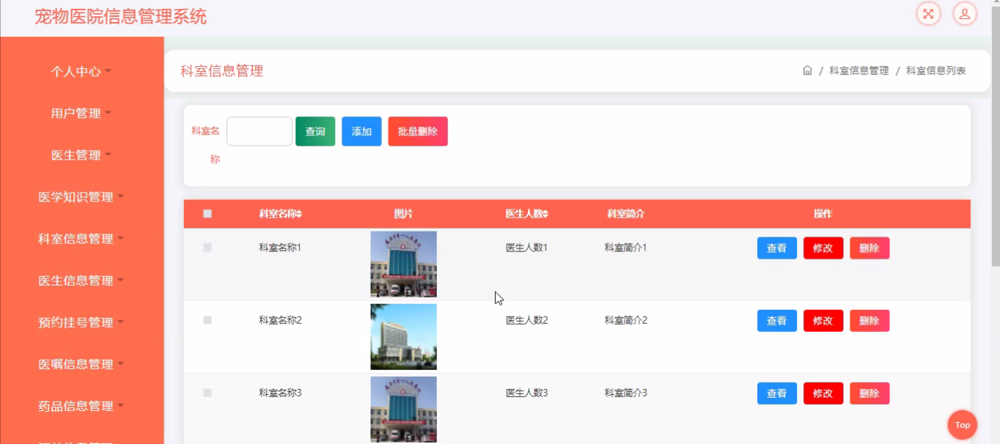 宠物医院信息管理系统
个人中心
用户管理
医生管理
医学知识管理
科室信息管理
医生信息管理
预约挂号管理
医嘱信息管理
药品信息管理
科室信息管理
/ 科室信息管理 / 科室信息列表
科室名
称
查询 添加 批量删除
科室名称 图片 医生人数 科室简介 操作
科室名称1 医生人数1 科室简介1 查看 修改 删除
科室名称2 医生人数2 科室简介2 查看 修改 删除
科室名称3 医生人数3 科室简介3 查看 修改 删除
Top